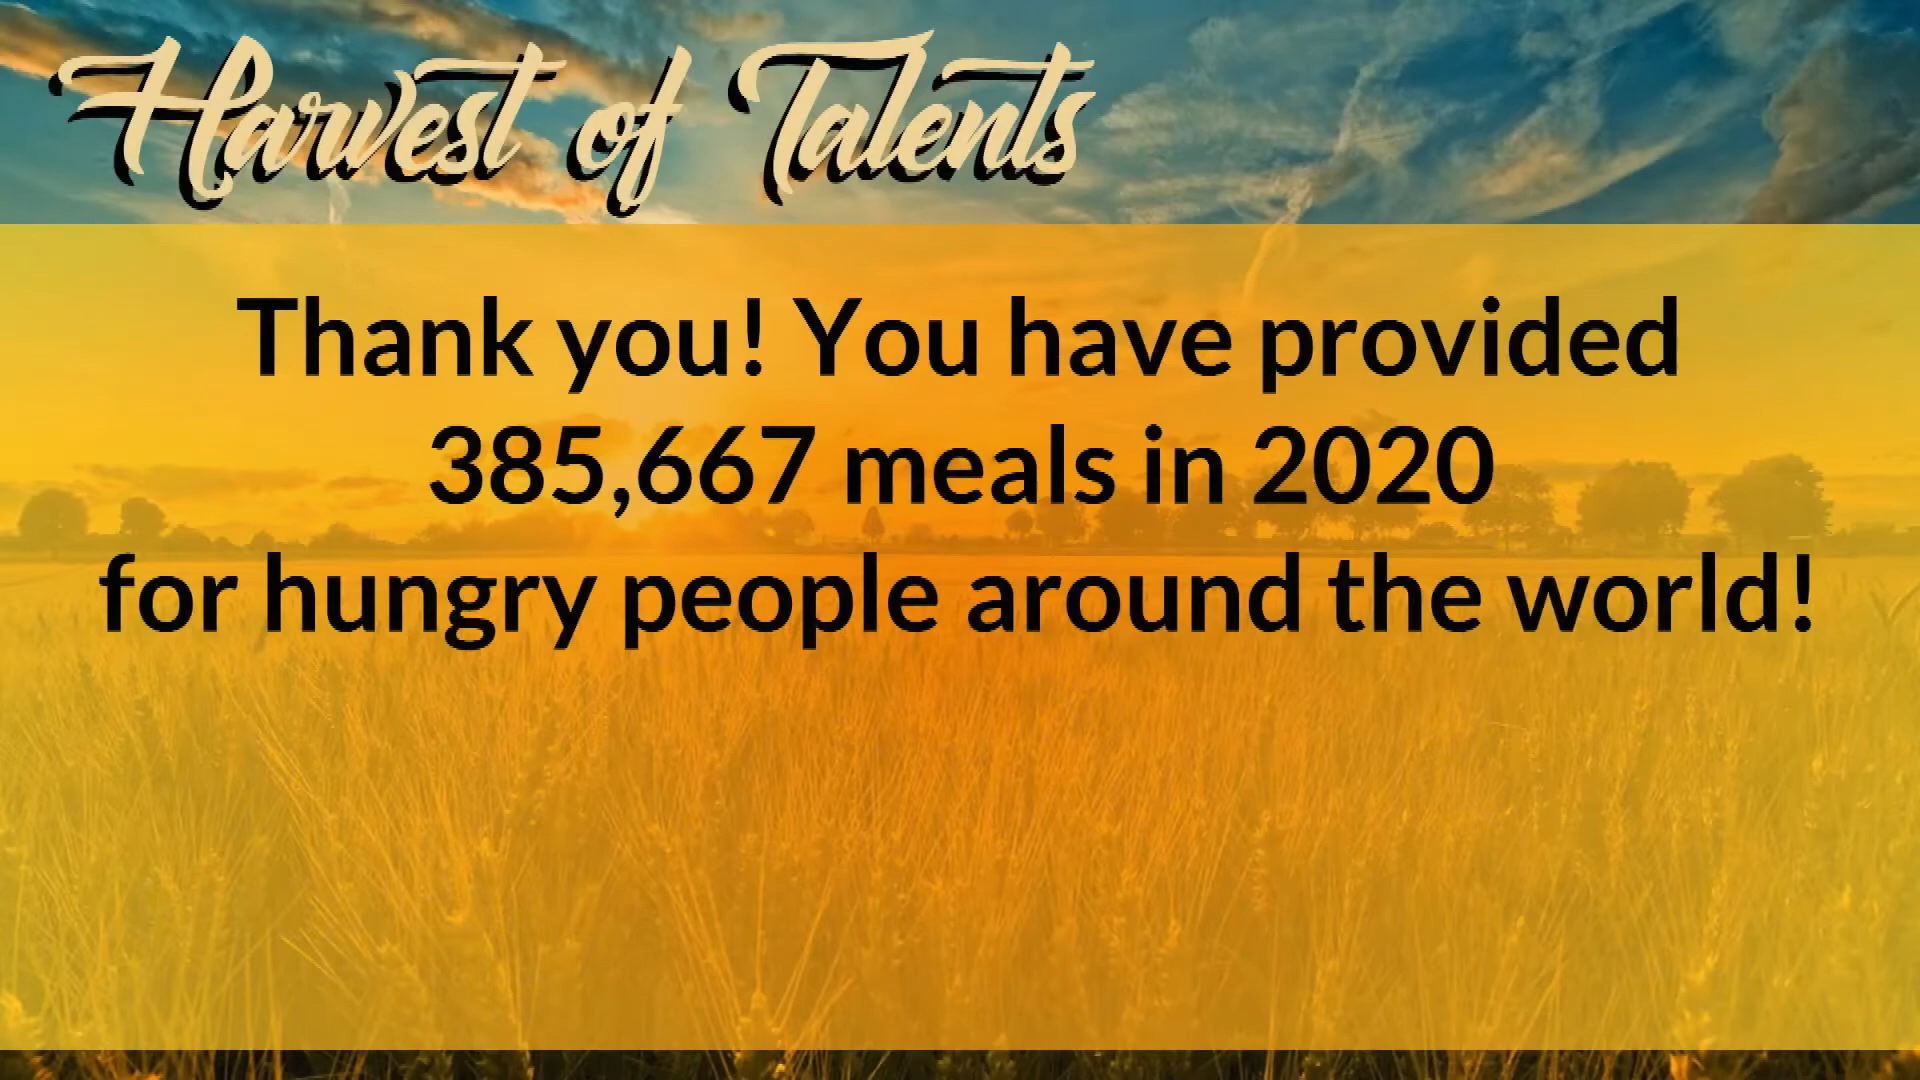 Harvest of Talents
Thank you! You have provided
385,667 meals in 2020
for hungry people around the world!